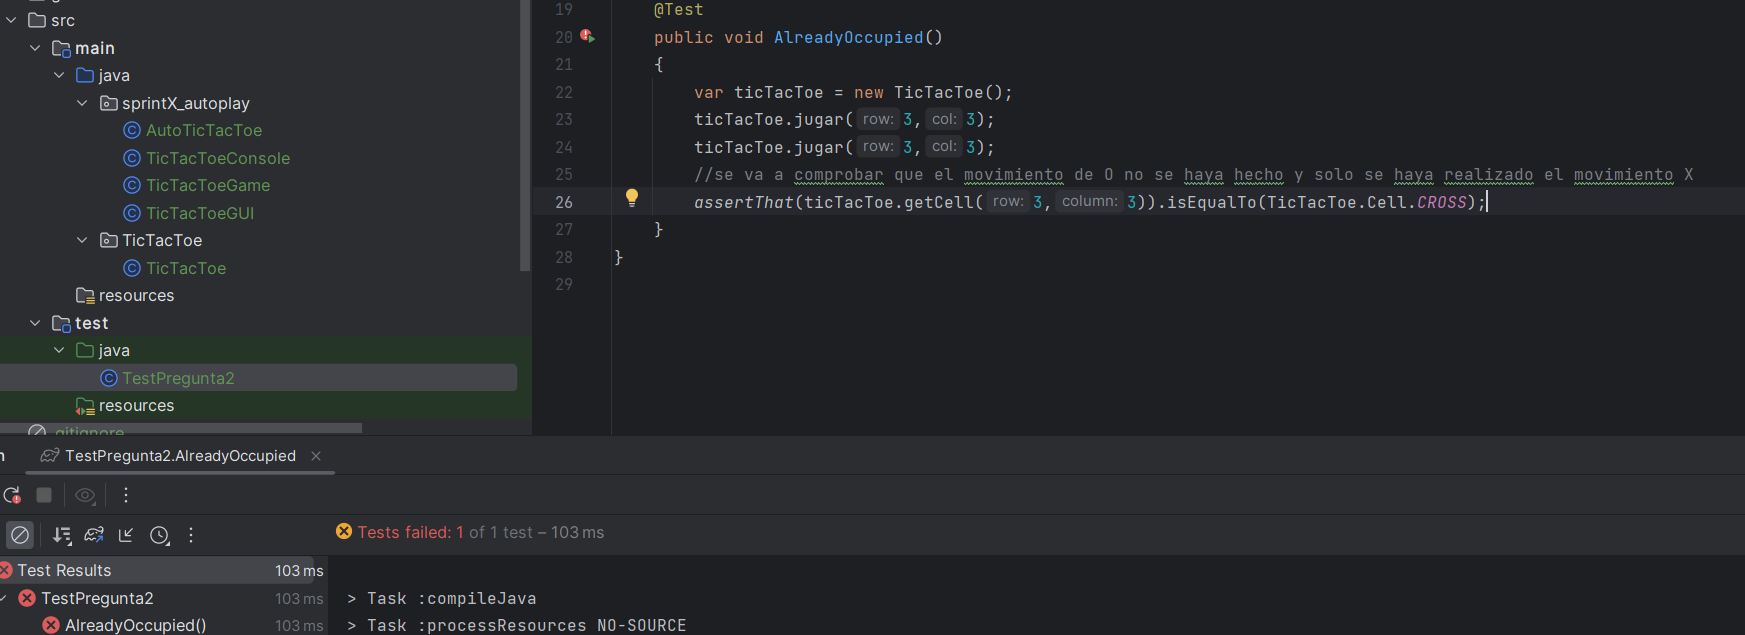 src
main
java
sprintX_autoplay
AutoTicTacToe
TicTacToeConsole
TicTacToeGame
TicTacToeGUI
TicTacToe
TicTacToe
resources
test
java
TestPregunta2
resources
.gitignore
19 @Test
20 public void AlreadyOccupied()
21 {
22 var ticTacToe = new TicTacToe();
23 ticTacToe.jugar( row: 3, col: 3);
24 ticTacToe.jugar( row: 3, col: 3);
25 //se va a comprobar que el movimiento de O no se haya hecho y solo se haya realizado el movimiento X
26 assertThat(ticTacToe.getCell( row: 3, column: 3)).isEqualTo(TicTacToe.Cell.CROSS);
27 }
28 }
29
TestPregunta2.AlreadyOccupied
Tests failed: 1 of 1 test – 103 ms
Test Results 103 ms
TestPregunta2 103 ms
AlreadyOccupied() 103 ms
> Task :compileJava
> Task :processResources NO-SOURCE